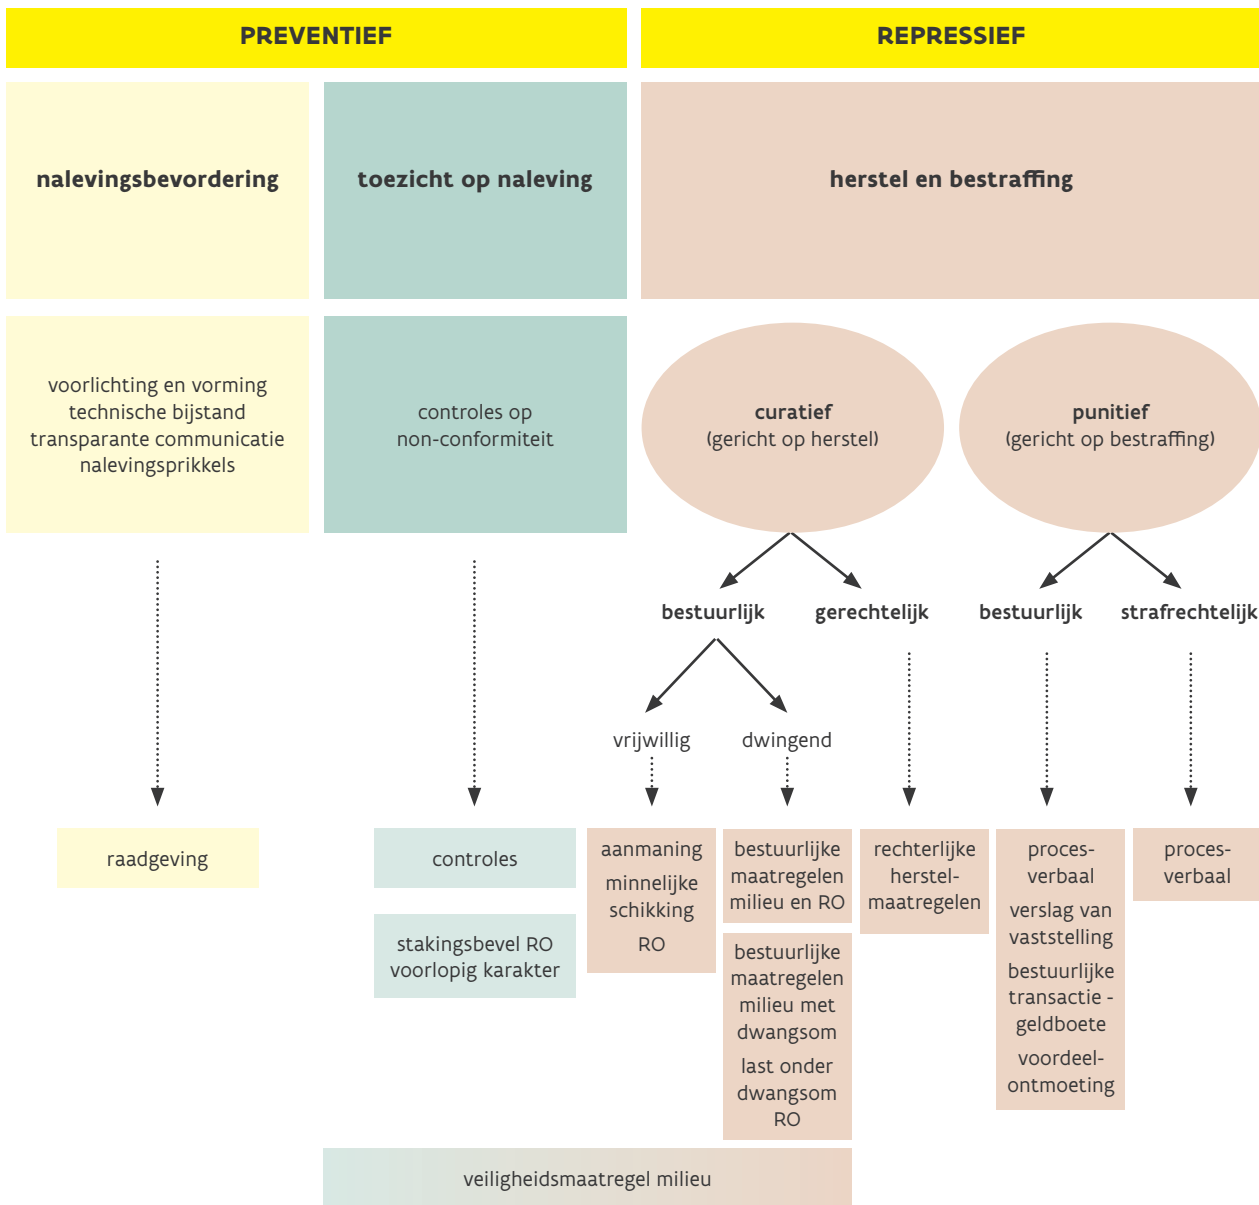 PREVENTIEF
REPRESSIEF
nalevingsbevordering
toezicht op naleving
herstel en bestraffing
voorlichting en vorming
technische bijstand
transparante communicatie
nalevingsprikkels
controles op
non-conformiteit
curatief
(gericht op herstel)
punitief
(gericht op bestraffing)
bestuurlijk
gerechtelijk
bestuurlijk
strafrechtelijk
vrijwillig
dwingend
raadgeving
controles
stakingsbevel RO
voorlopig karakter
aanmaning
minnelijke
schikking
RO
bestuurlijke
maatregelen
milieu en RO
bestuurlijke
maatregelen
milieu met
dwangsom
last onder
dwangsom
RO
rechterlijke
herstel-
maatregelen
proces-
verbaal
verslag van
vaststelling
bestuurlijke
transactie -
geldboete
voordeel-
ontmoeting
proces-
verbaal
veiligheidsmaatregel milieu